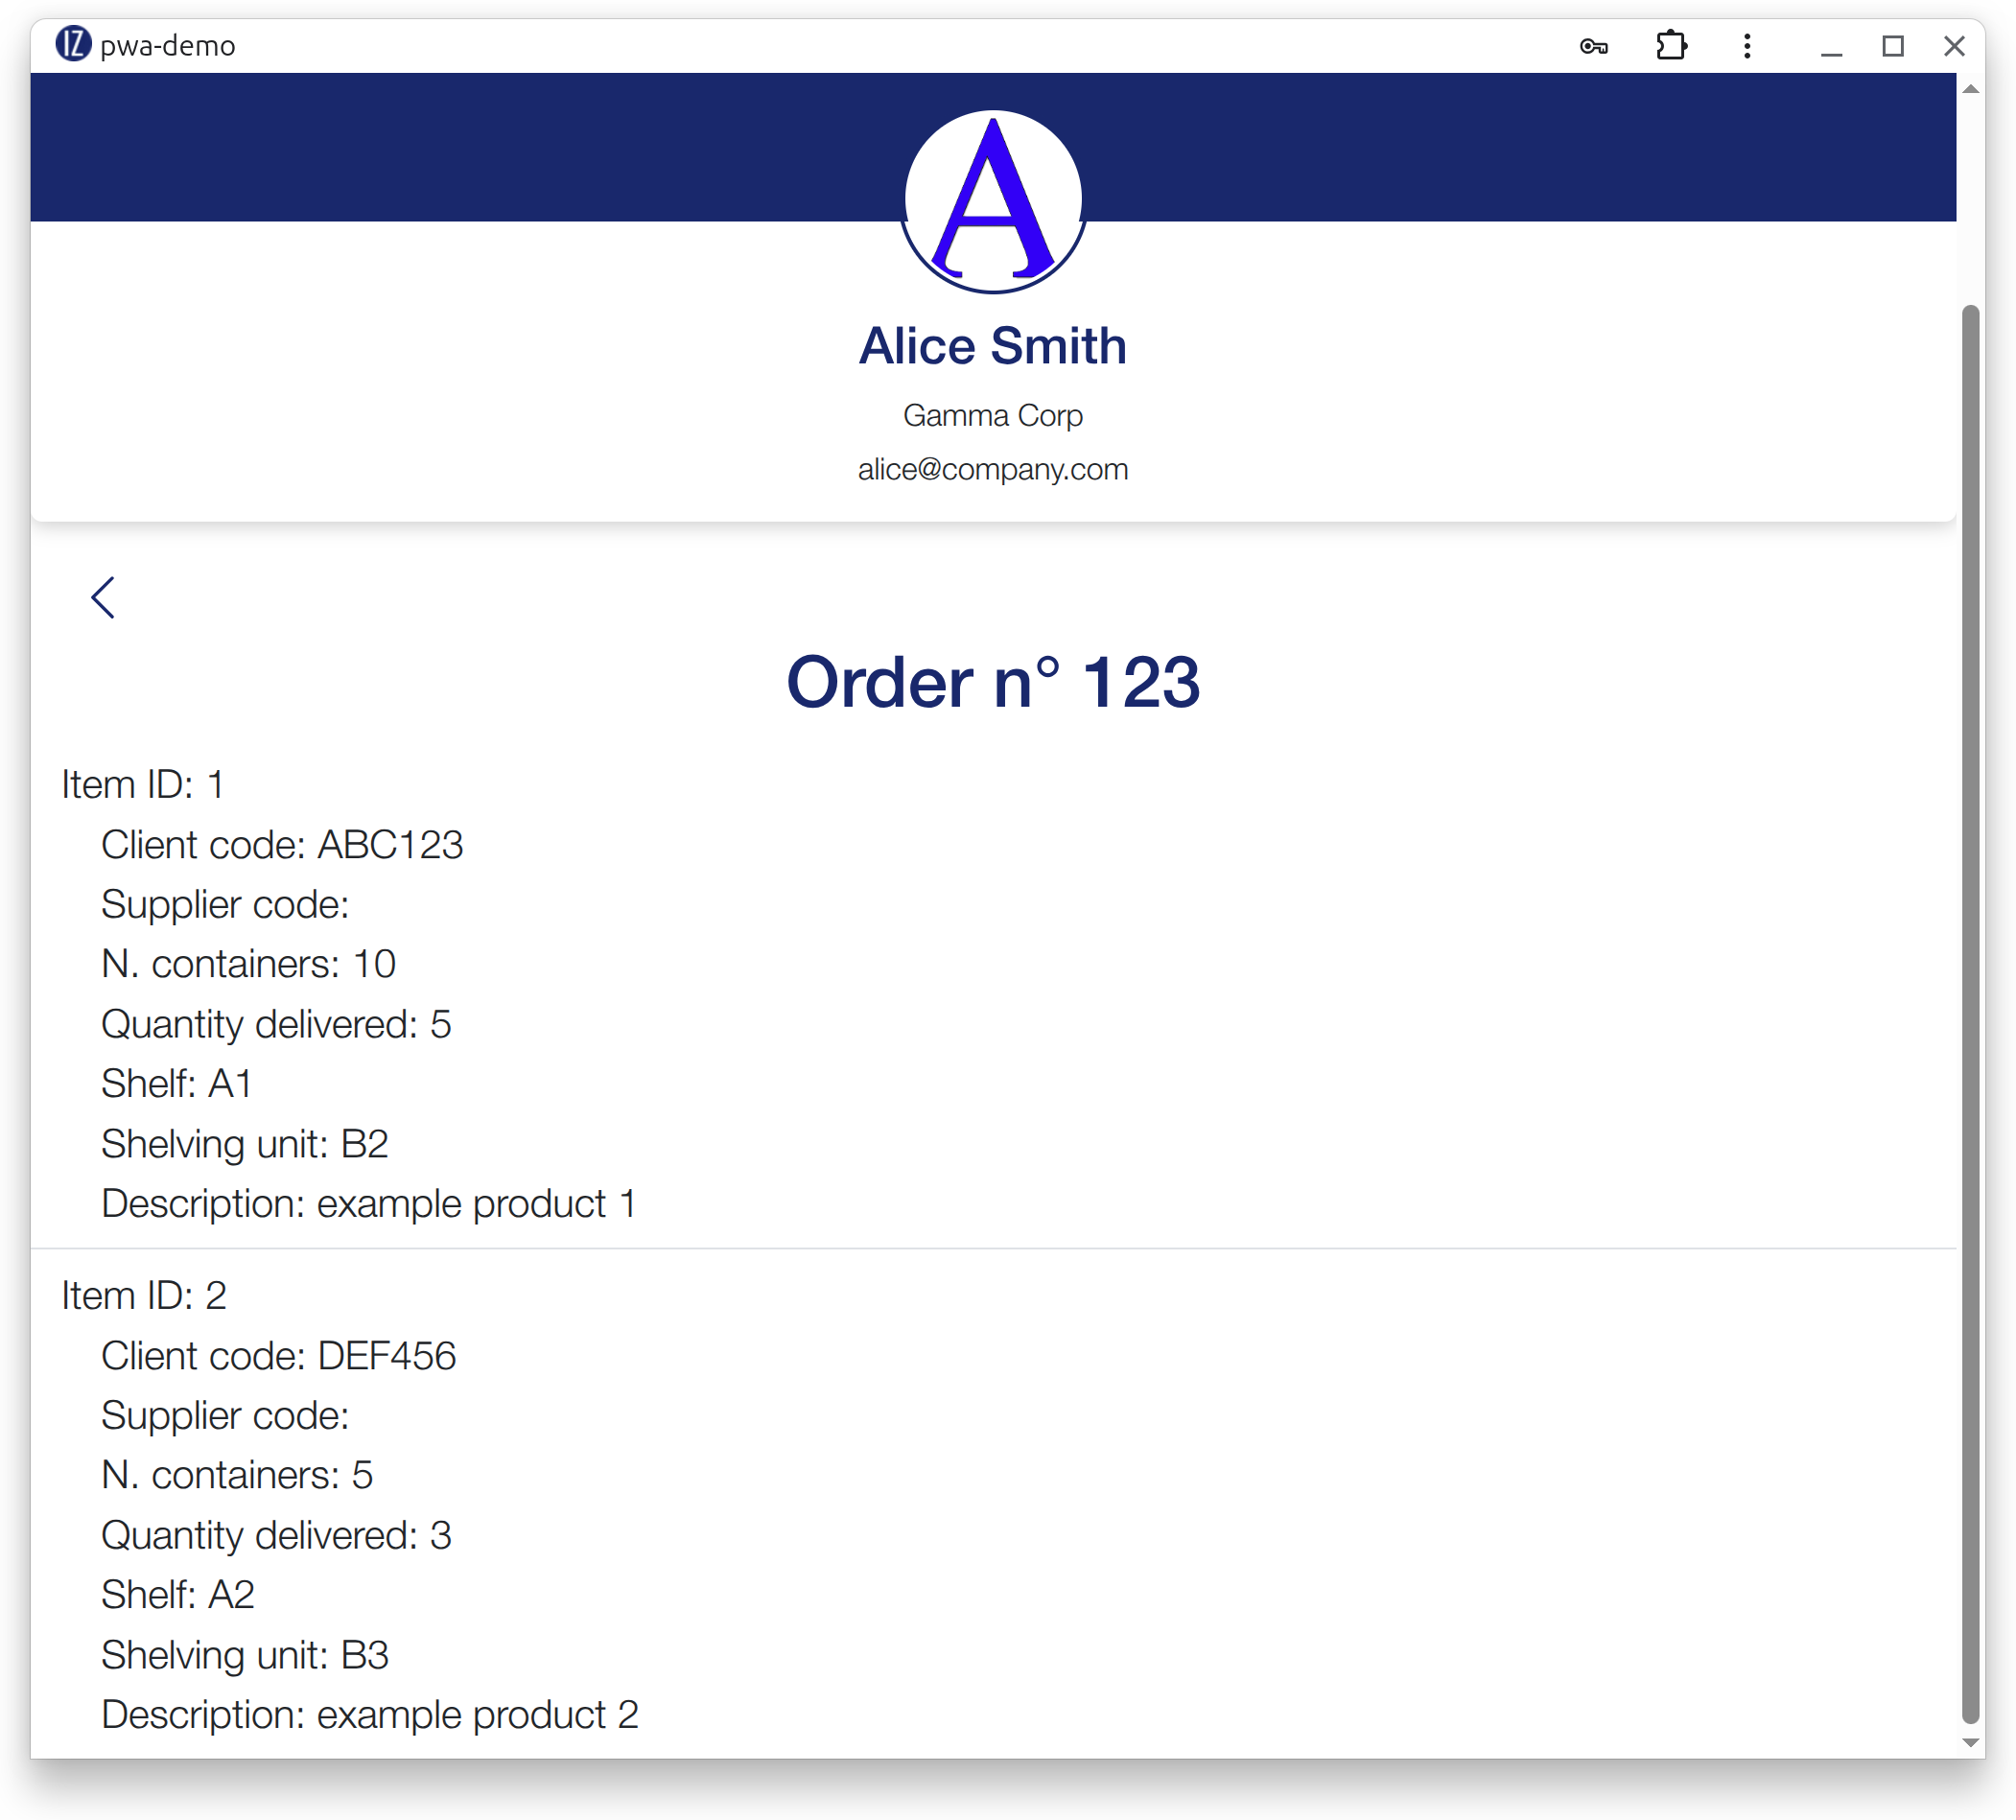 IZ pwa-demo
A
Alice Smith
Gamma Corp
alice@company.com
Order n° 123
Item ID: 1
Client code: ABC123
Supplier code:
N. containers: 10
Quantity delivered: 5
Shelf: A1
Shelving unit: B2
Description: example product 1
Item ID: 2
Client code: DEF456
Supplier code:
N. containers: 5
Quantity delivered: 3
Shelf: A2
Shelving unit: B3
Description: example product 2